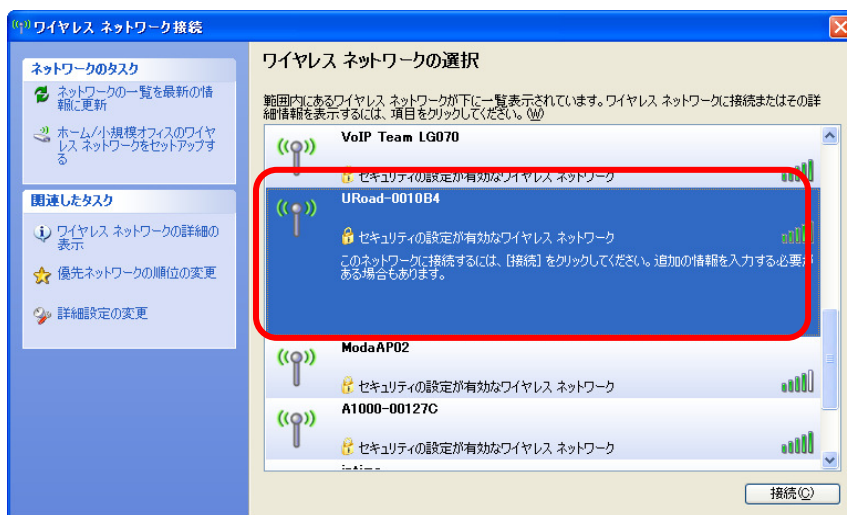 ワイヤレス ネットワーク接続
ネットワークのタスク
ネットワークの一覧を最新の情
報に更新
ホーム/小規模オフィスのワイヤ
レス ネットワークをセットアップす
る
関連したタスク
ワイヤレス ネットワークの詳細の
表示
優先ネットワークの順位の変更
詳細設定の変更
ワイヤレス ネットワークの選択
範囲内にあるワイヤレス ネットワークが下に一覧表示されています。ワイヤレス ネットワークに接続またはその詳
細情報を表示するには、項目をクリックしてください。(W)
VoIP Team LG070
セキュリティの設定が有効なワイヤレス ネットワーク
URoad-0010B4
セキュリティの設定が有効なワイヤレス ネットワーク
このネットワークに接続するには、[接続] をクリックしてください。追加の情報を入力する必要が
ある場合もあります。
ModaAP02
セキュリティの設定が有効なワイヤレス ネットワーク
A1000-00127C
セキュリティの設定が有効なワイヤレス ネットワーク
接続(C)